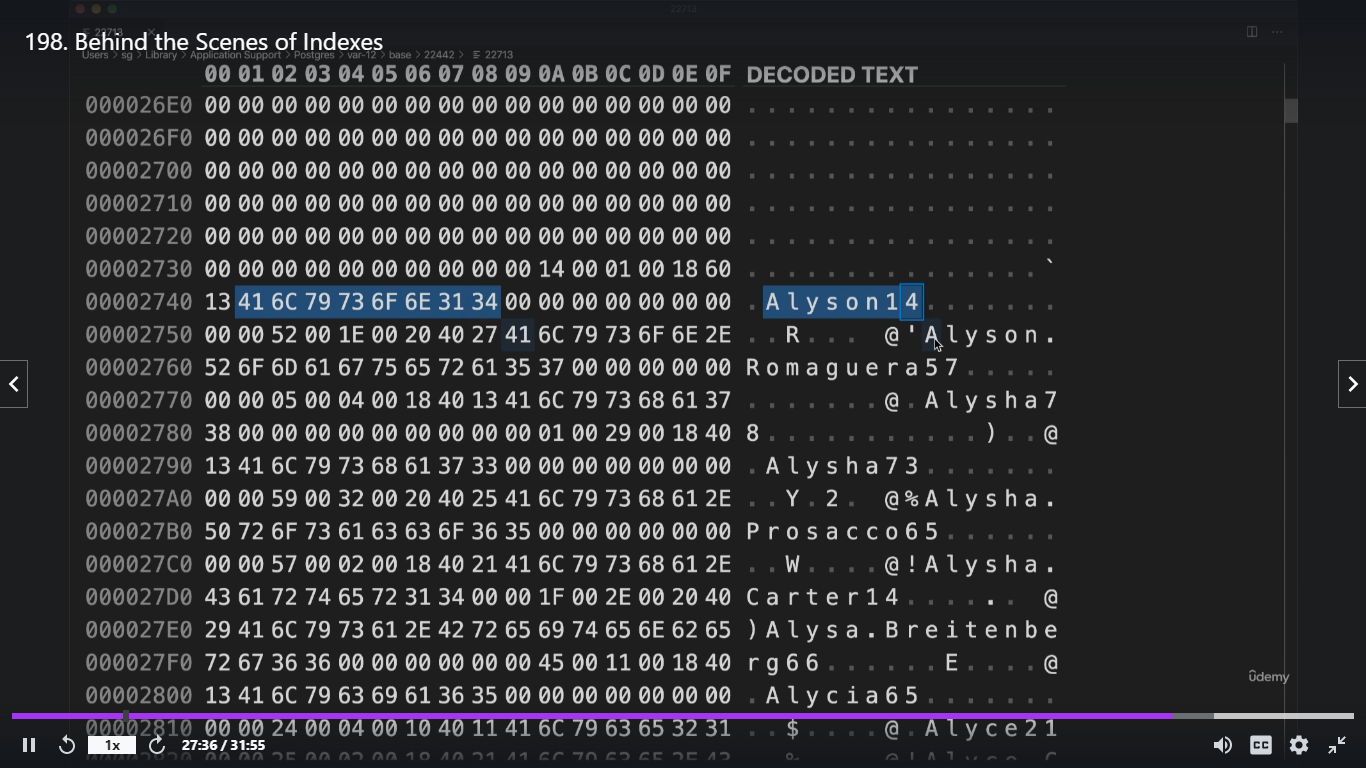 22713
198. Behind the Scenes of Indexes
Users > sg > Library > Application Support > Postgres > var-12 > base > 22442 > 22713
00 01 02 03 04 05 06 07 08 09 0A 0B 0C 0D 0E 0F DECODED TEXT
000026E0 00 00 00 00 00 00 00 00 00 00 00 00 00 00 00 00 . . . . . . . . . . . . . . . .
000026F0 00 00 00 00 00 00 00 00 00 00 00 00 00 00 00 00 . . . . . . . . . . . . . . . .
00002700 00 00 00 00 00 00 00 00 00 00 00 00 00 00 00 00 . . . . . . . . . . . . . . . .
00002710 00 00 00 00 00 00 00 00 00 00 00 00 00 00 00 00 . . . . . . . . . . . . . . . .
00002720 00 00 00 00 00 00 00 00 00 00 00 00 00 00 00 00 . . . . . . . . . . . . . . . .
00002730 00 00 00 00 00 00 00 00 00 00 14 00 01 00 18 60 . . . . . . . . . . . . . . . `
00002740 13 41 6C 79 73 6F 6E 31 34 00 00 00 00 00 00 00 . A l y s o n 1 4 . . . . . . .
00002750 00 00 52 00 1E 00 20 40 27 41 6C 79 73 6F 6E 2E . . R . . .   @ ' A l y s o n .
00002760 52 6F 6D 61 67 75 65 72 61 35 37 00 00 00 00 00 R o m a g u e r a 5 7 . . . . .
00002770 00 00 05 00 04 00 18 40 13 41 6C 79 73 68 61 37 . . . . . . . @ . A l y s h a 7
00002780 38 00 00 00 00 00 00 00 00 00 01 00 29 00 18 40 8 . . . . . . . . . . . ) . . @
00002790 13 41 6C 79 73 68 61 37 33 00 00 00 00 00 00 00 . A l y s h a 7 3 . . . . . . .
000027A0 00 00 59 00 32 00 20 40 25 41 6C 79 73 68 61 2E . . Y . 2 .   @ % A l y s h a .
000027B0 50 72 6F 73 61 63 63 6F 36 35 00 00 00 00 00 00 P r o s a c c o 6 5 . . . . . .
000027C0 00 00 57 00 02 00 18 40 21 41 6C 79 73 68 61 2E . . W . . . . @ ! A l y s h a .
000027D0 43 61 72 74 65 72 31 34 00 00 1F 00 2E 00 20 40 C a r t e r 1 4 . . . . . .   @
000027E0 29 41 6C 79 73 61 2E 42 72 65 69 74 65 6E 62 65 ) A l y s a . B r e i t e n b e
000027F0 72 67 36 36 00 00 00 00 00 00 45 00 11 00 18 40 r g 6 6 . . . . . . E . . . . @
00002800 13 41 6C 79 63 69 61 36 35 00 00 00 00 00 00 00 . A l y c i a 6 5 . . . . . . .
00002810 00 00 24 00 04 00 10 40 11 41 6C 79 63 65 32 31 . . $ . . . . @ . A l y c e 2 1
ûdemy
1x 27:36 / 31:55 CC